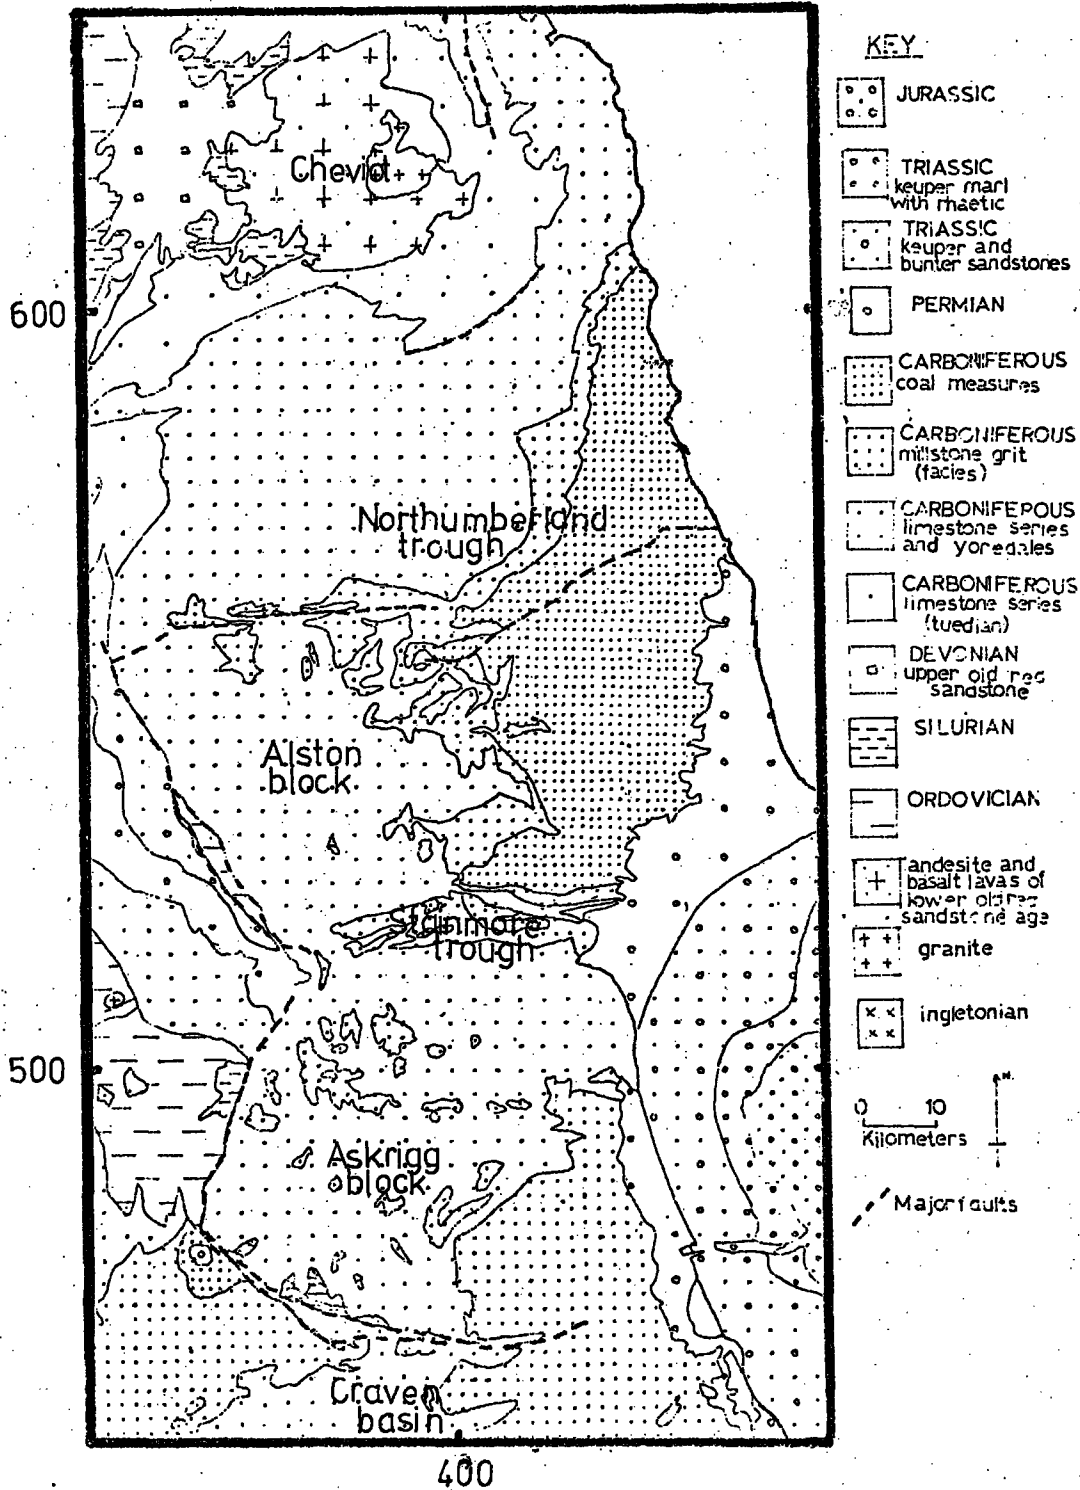 Cheviot
600
Northumberland
trough
Alston
block
Stainmore
trough
500
Askrigg
block
Craven
basin
400
KEY
JURASSIC
TRIASSIC
keuper marl
with rhaetic
TRIASSIC
keuper and
bunter sandstones
PERMIAN
CARBONIFEROUS
coal measures
CARBONIFEROUS
millstone grit
(facies)
CARBONIFEROUS
limestone series
and yoredales
CARBONIFEROUS
limestone series
(tuedian)
DEVONIAN
upper old red
sandstone
SILURIAN
ORDOVICIAN
andesite and
basalt lavas of
lower old red
sandstone age
granite
ingletonian
N.
0 10
Kilometers
Major faults